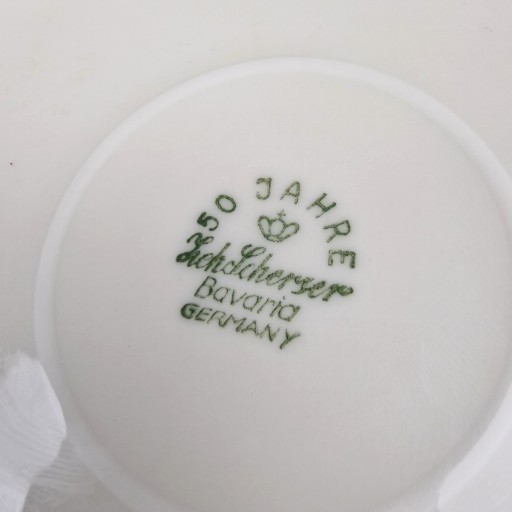 50 JAHRE
Zeh.Scherzer
Bavaria
GERMANY